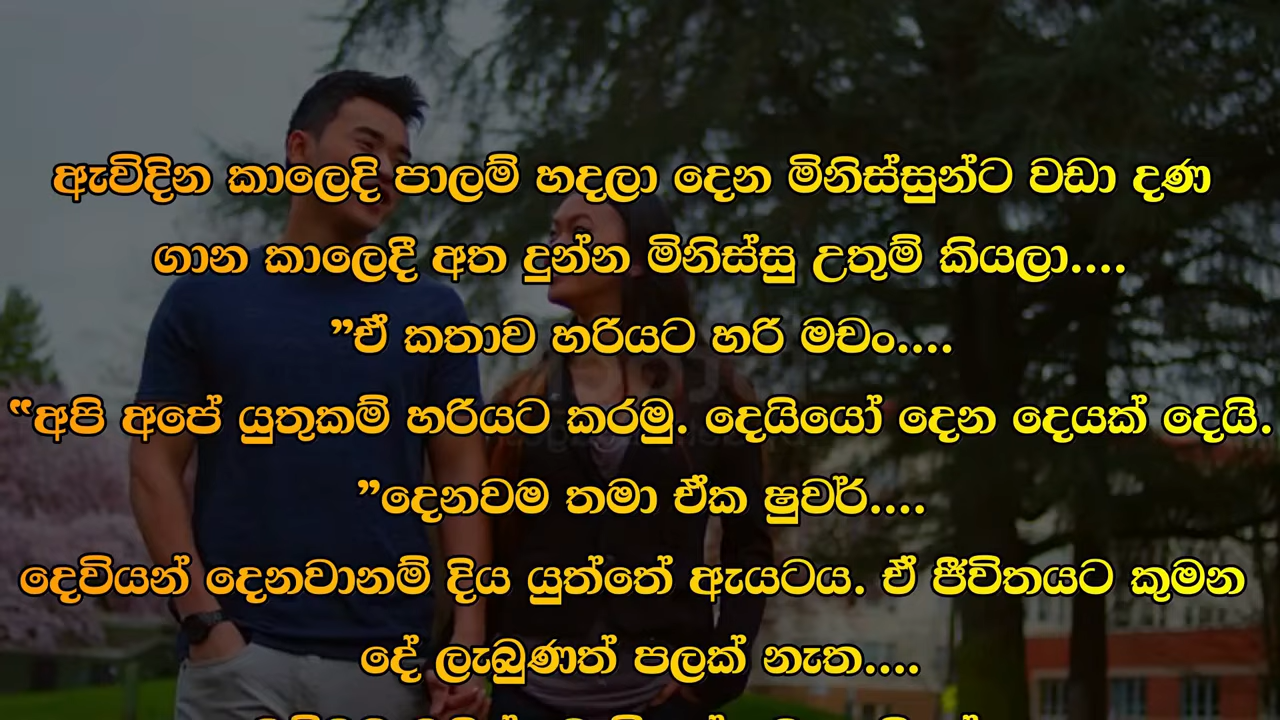 ඇවිදින කාලෙදි පාලම් හදලා දෙන මිනිස්සුන්ට වඩා දණ
ගාන කාලෙදී අත දුන්න මිනිස්සු උතුම් කියලා....
”ඒ කතාව හරියට හරි මචං....
“අපි අපේ යුතුකම් හරියට කරමු. දෙයියෝ දෙන දෙයක් දෙයි.
”දෙනවම තමා ඒක ෂුවර්....
දෙවියන් දෙනවානම් දිය යුත්තේ ඇයටය. ඒ ජීවිතයට කුමන
දේ ලැබුණත් පලක් නැත....